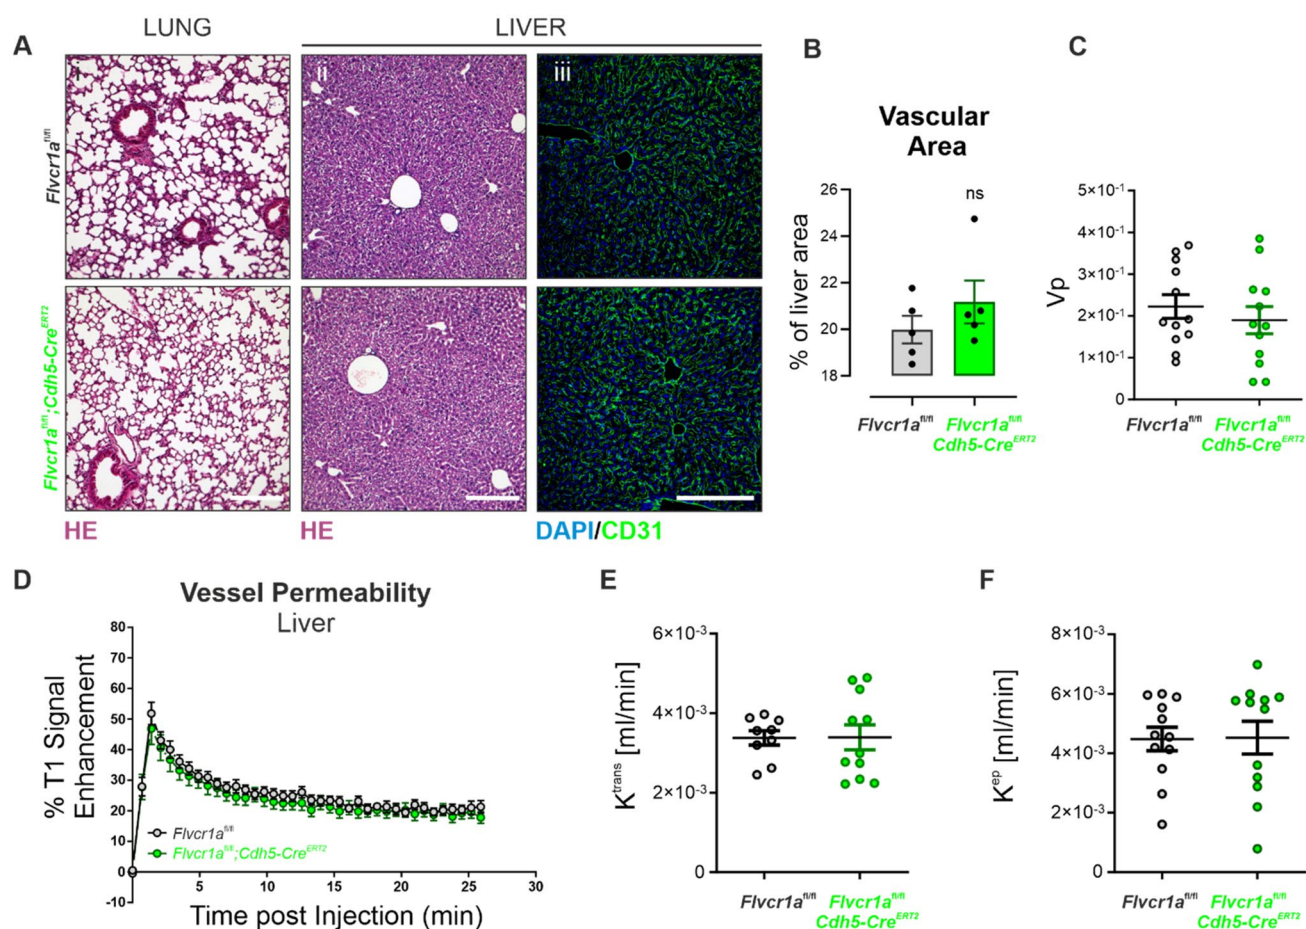 LUNG
LIVER
A
i
ii
iii
Flvcr1a^fl/fl
Flvcr1a^fl/fl;Cdh5-Cre^ERT2
HE
HE
DAPI/CD31
B
Vascular
Area
% of liver area
26
24
22
20
18
ns
Flvcr1a^fl/fl
Flvcr1a^fl/fl
Cdh5-Cre^ERT2
C
Vp
5×10⁻¹
4×10⁻¹
3×10⁻¹
2×10⁻¹
1×10⁻¹
0
Flvcr1a^fl/fl
Flvcr1a^fl/fl
Cdh5-Cre^ERT2
D
Vessel Permeability
Liver
% T1 Signal
Enhancement
80
70
60
50
40
30
20
10
0
-10
Flvcr1a^fl/fl
Flvcr1a^fl/fl;Cdh5-Cre^ERT2
5
10
15
20
25
30
Time post Injection (min)
E
K^trans [ml/min]
6×10⁻³
4×10⁻³
2×10⁻³
0
Flvcr1a^fl/fl
Flvcr1a^fl/fl
Cdh5-Cre^ERT2
F
K^ep [ml/min]
8×10⁻³
6×10⁻³
4×10⁻³
2×10⁻³
0
Flvcr1a^fl/fl
Flvcr1a^fl/fl
Cdh5-Cre^ERT2